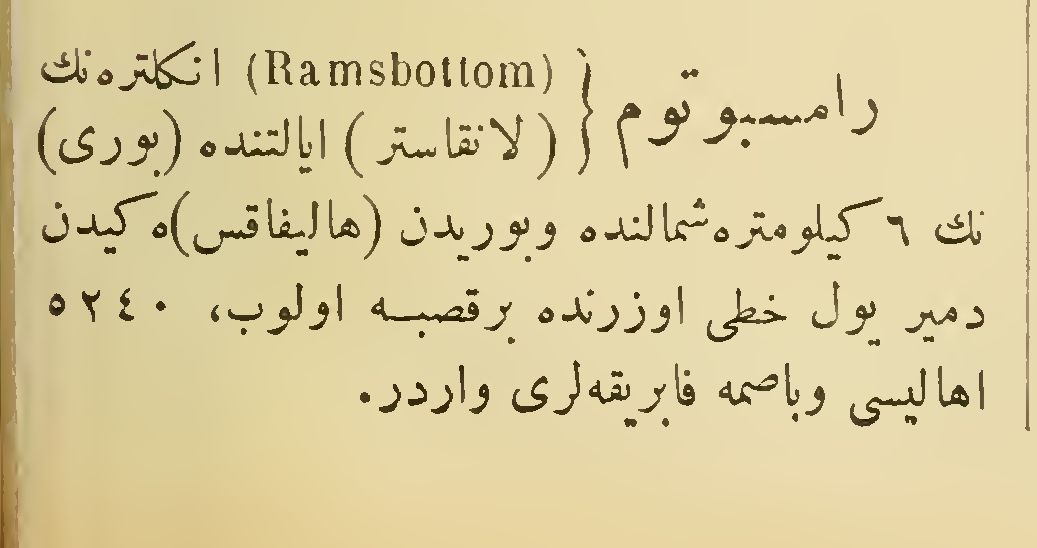 رامسبوتوم { (Ramsbottom) انكلتره‌نك
(لانقاستر) ايالتنده (بورى)
نك ٦ كيلومتره شمالنده وبوريدن (هاليفاقس)ه كيدن
دمير يول خطى اوزرنده برقصبه اولوب، ٥٢٤٠
اهاليسى وباصمه فابريقه‌لرى واردر.